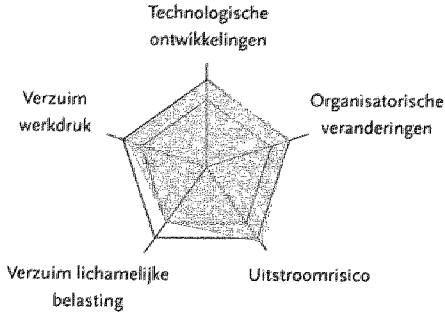 Technologische
ontwikkelingen
Verzuim
werkdruk
Organisatorische
veranderingen
Verzuim lichamelijke
belasting
Uitstroomrisico